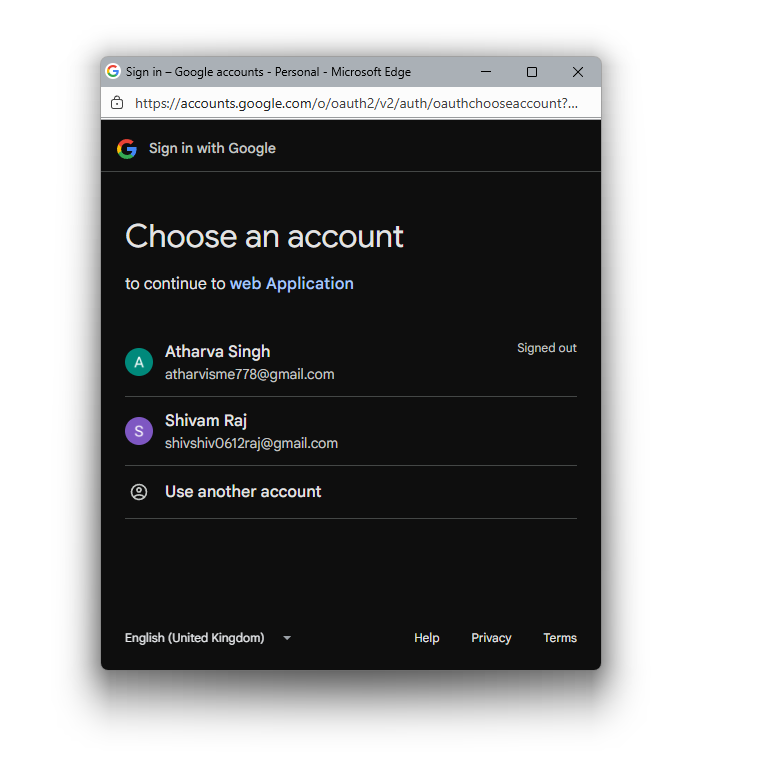 Sign in – Google accounts - Personal - Microsoft Edge
https://accounts.google.com/o/oauth2/v2/auth/oauthchooseaccount?...
Sign in with Google
Choose an account
to continue to web Application
A
Atharva Singh
Signed out
atharvisme778@gmail.com
S
Shivam Raj
shivshiv0612raj@gmail.com
Use another account
English (United Kingdom)
Help
Privacy
Terms